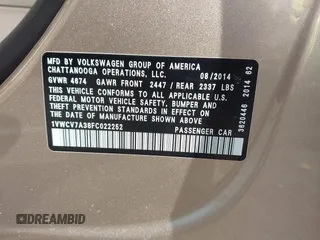 MFD BY VOLKSWAGEN GROUP OF AMERICA
CHATTANOOGA OPERATIONS, LLC. 08/2014
GVWR 4674 GAWR FRONT 2447 / REAR 2337 LBS
THIS VEHICLE CONFORMS TO ALL APPLICABLE
FEDERAL MOTOR VEHICLE SAFETY, BUMPER AND
THEFT PREVENTION STANDARDS IN EFFECT ON
THE DATE OF MANUFACTURE SHOWN ABOVE
1VWCV7A36FC022252 PASSENGER CAR
3620446 2014 62
DREAMBID